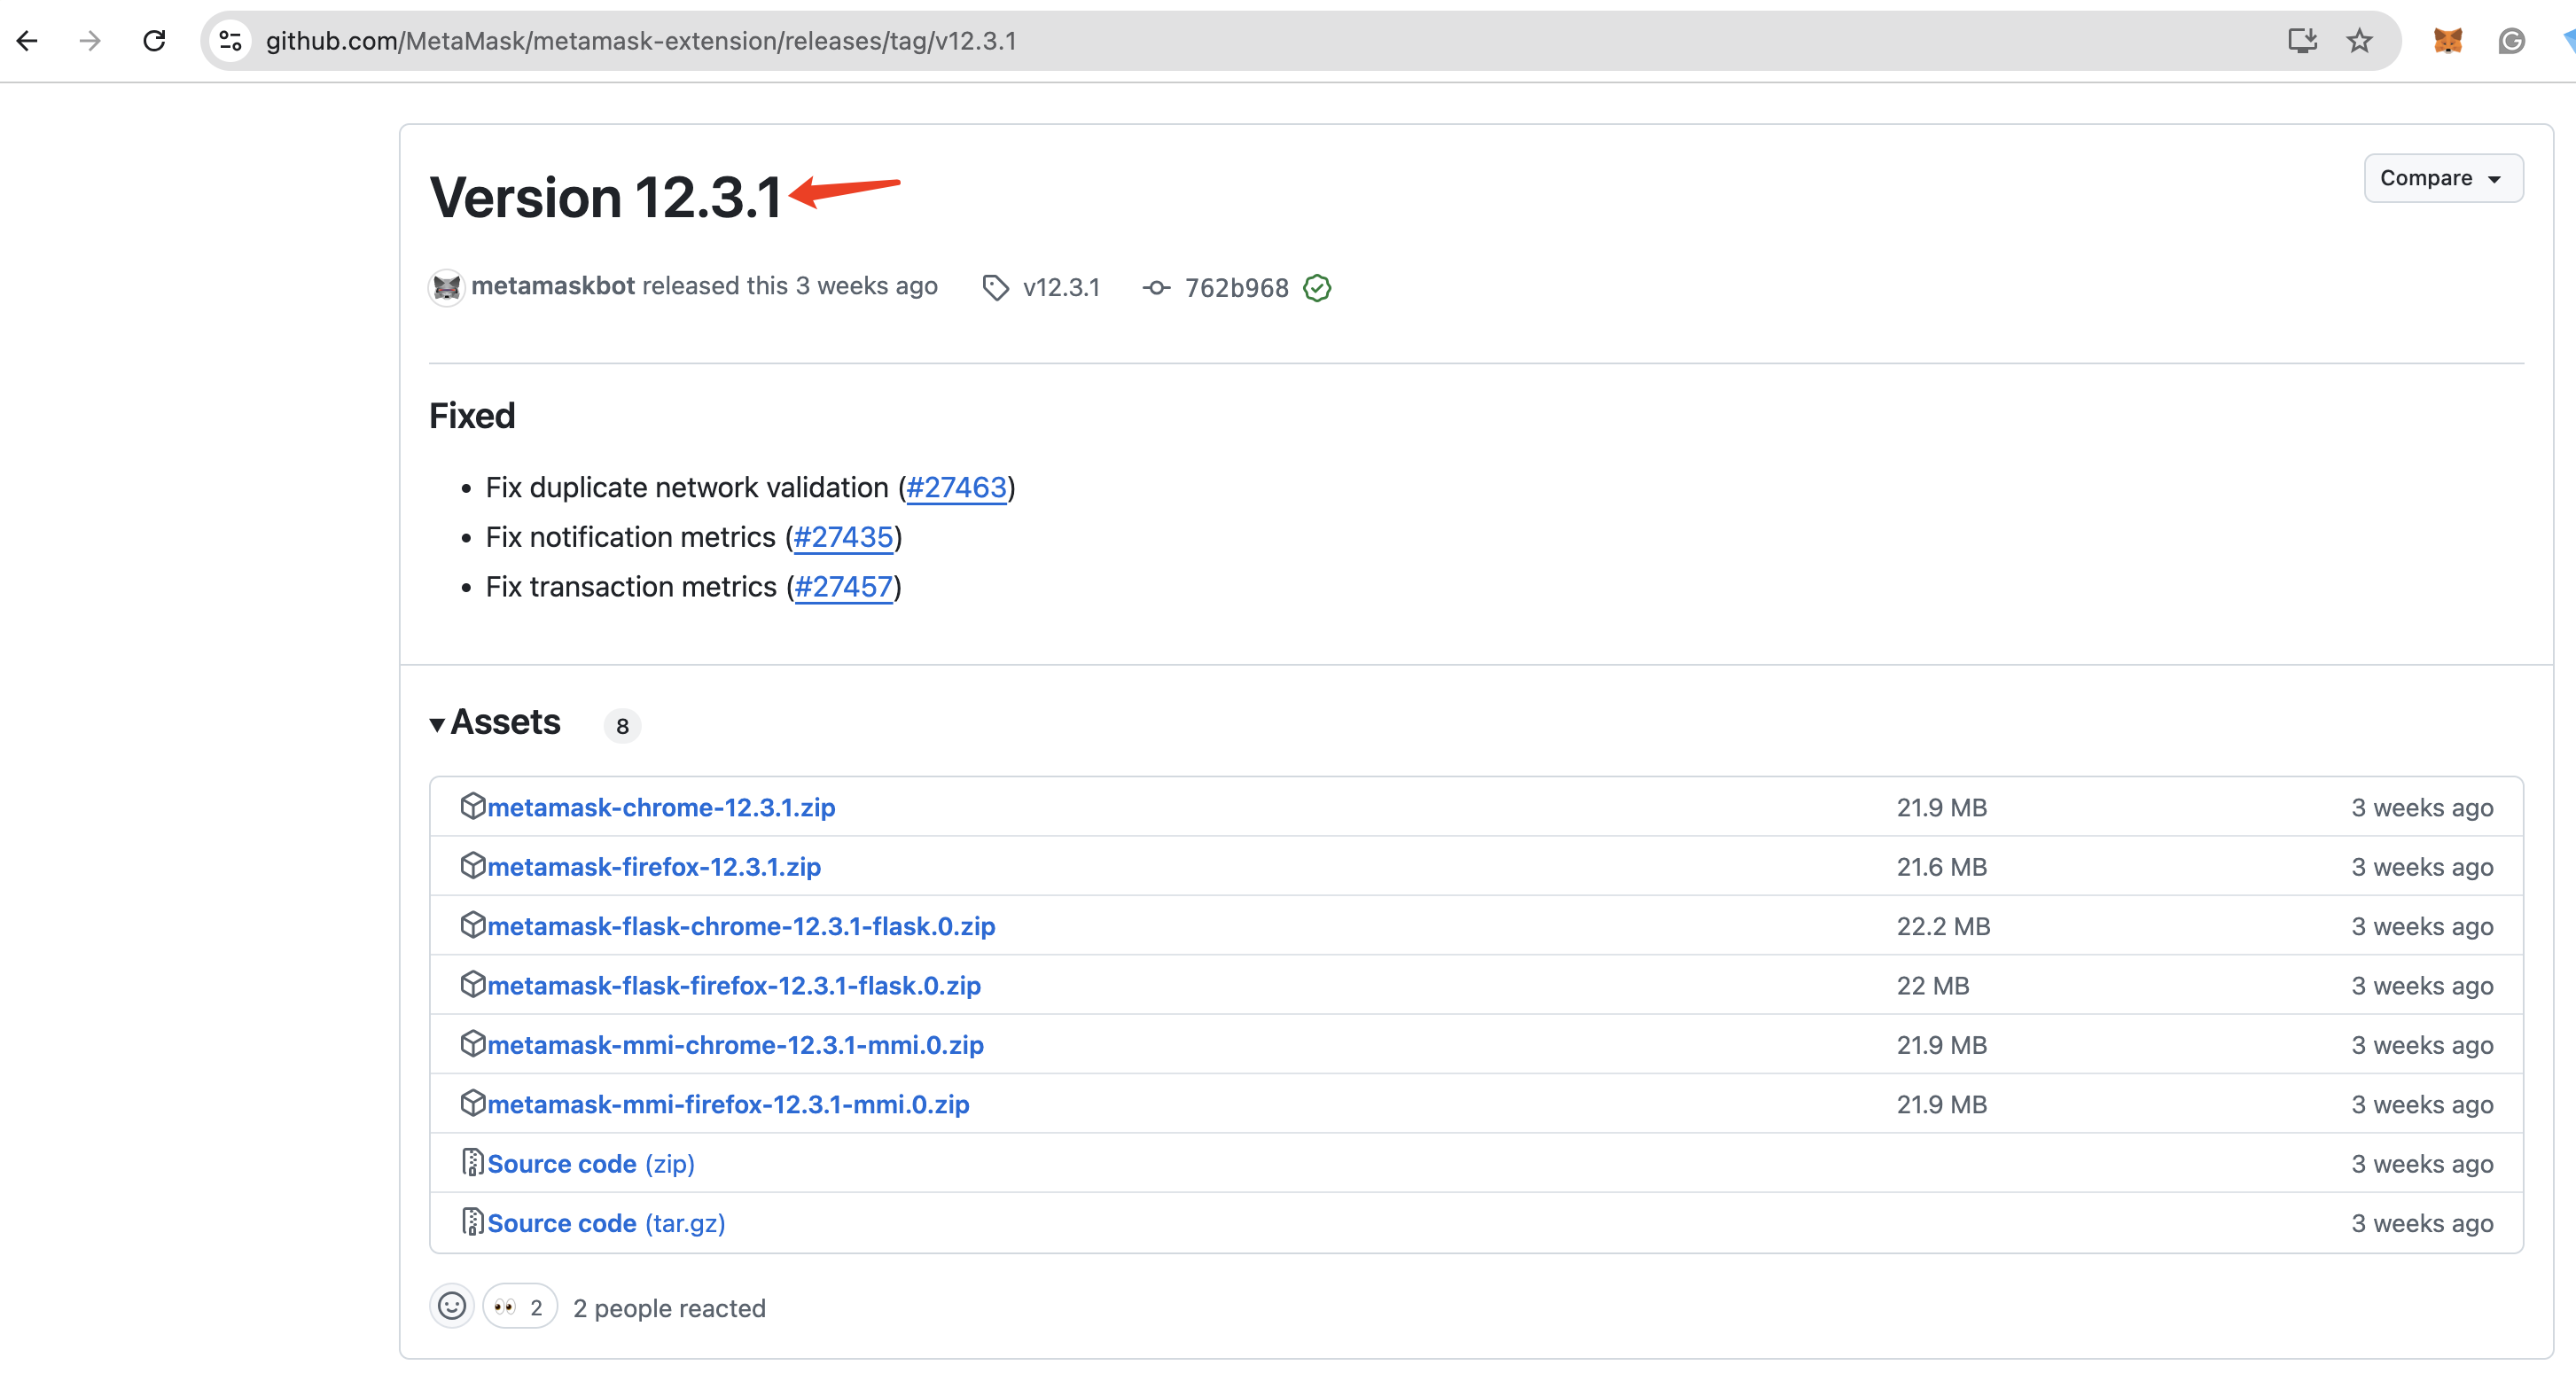 github.com/MetaMask/metamask-extension/releases/tag/v12.3.1
Version 12.3.1
Compare
metamaskbot released this 3 weeks ago v12.3.1 762b968
Fixed
• Fix duplicate network validation (#27463)
• Fix notification metrics (#27435)
• Fix transaction metrics (#27457)
Assets 8
metamask-chrome-12.3.1.zip 21.9 MB 3 weeks ago
metamask-firefox-12.3.1.zip 21.6 MB 3 weeks ago
metamask-flask-chrome-12.3.1-flask.0.zip 22.2 MB 3 weeks ago
metamask-flask-firefox-12.3.1-flask.0.zip 22 MB 3 weeks ago
metamask-mmi-chrome-12.3.1-mmi.0.zip 21.9 MB 3 weeks ago
metamask-mmi-firefox-12.3.1-mmi.0.zip 21.9 MB 3 weeks ago
Source code (zip) 3 weeks ago
Source code (tar.gz) 3 weeks ago
👀 2 2 people reacted